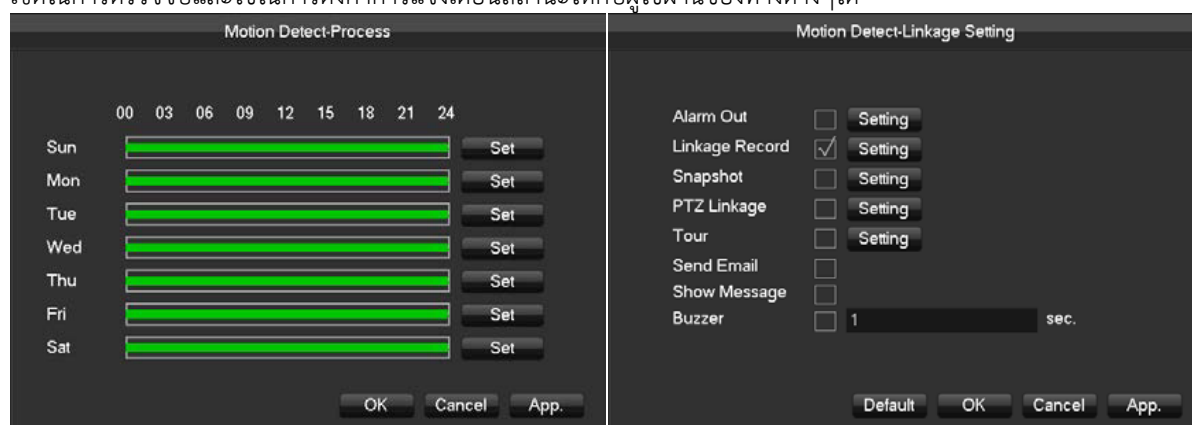 Motion Detect-Process
00 03 06 09 12 15 18 21 24
Sun Set
Mon Set
Tue Set
Wed Set
Thu Set
Fri Set
Sat Set
OK Cancel App.
Motion Detect-Linkage Setting
Alarm Out Setting
Linkage Record Setting
Snapshot Setting
PTZ Linkage Setting
Tour Setting
Send Email
Show Message
Buzzer 1 sec.
Default OK Cancel App.